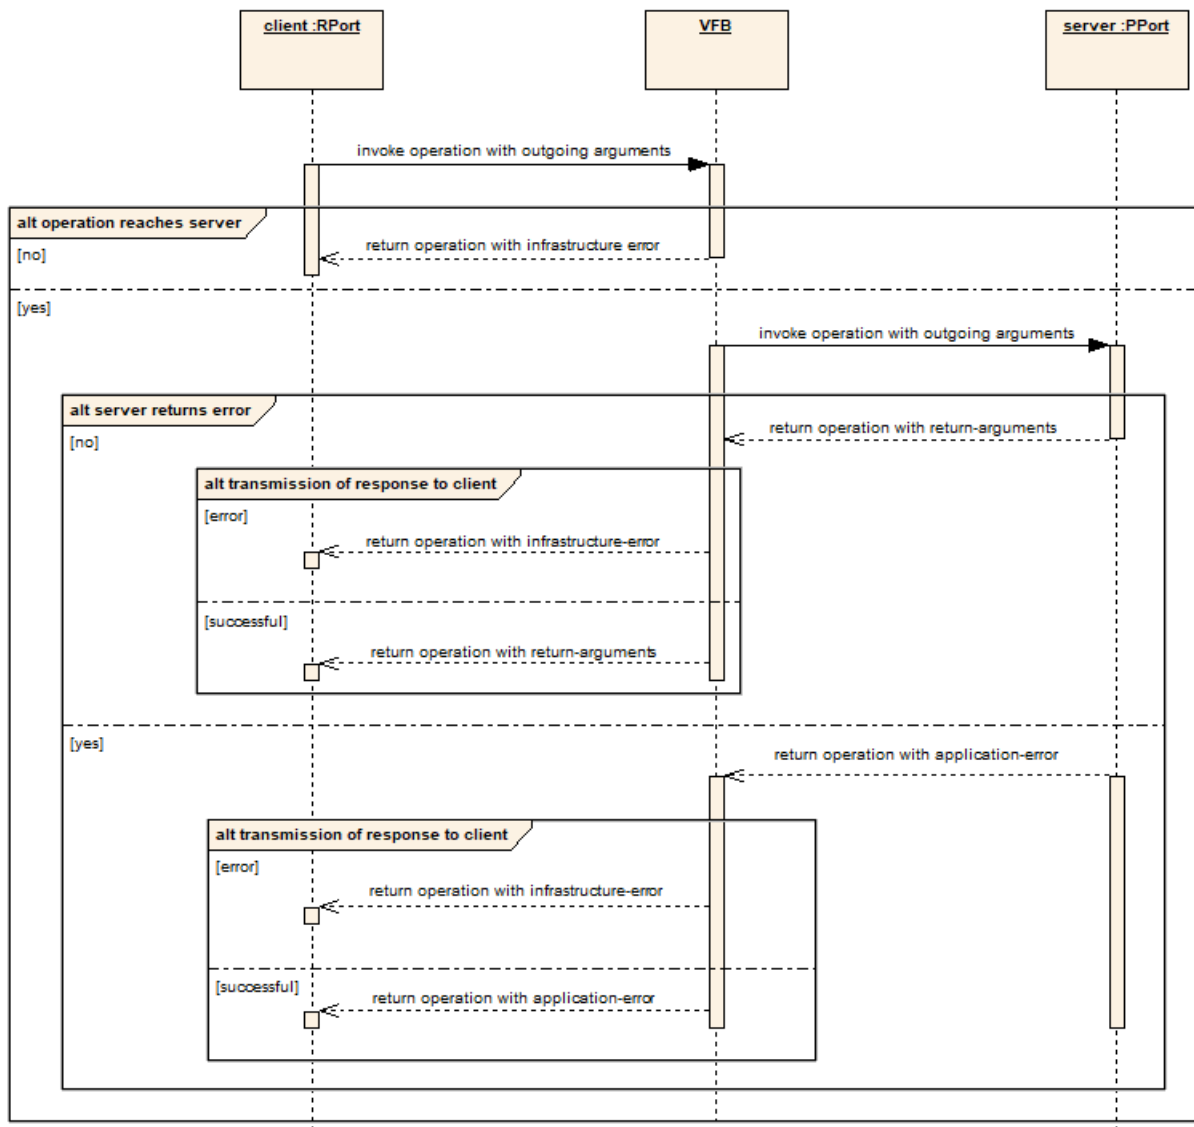 client :RPort
VFB
server :PPort
invoke operation with outgoing arguments
alt operation reaches server
return operation with infrastructure error
[no]
[yes]
invoke operation with outgoing arguments
alt server returns error
return operation with return-arguments
[no]
alt transmission of response to client
[error]
return operation with infrastructure-error
[successful]
return operation with return-arguments
[yes]
return operation with application-error
alt transmission of response to client
[error]
return operation with infrastructure-error
[successful]
return operation with application-error